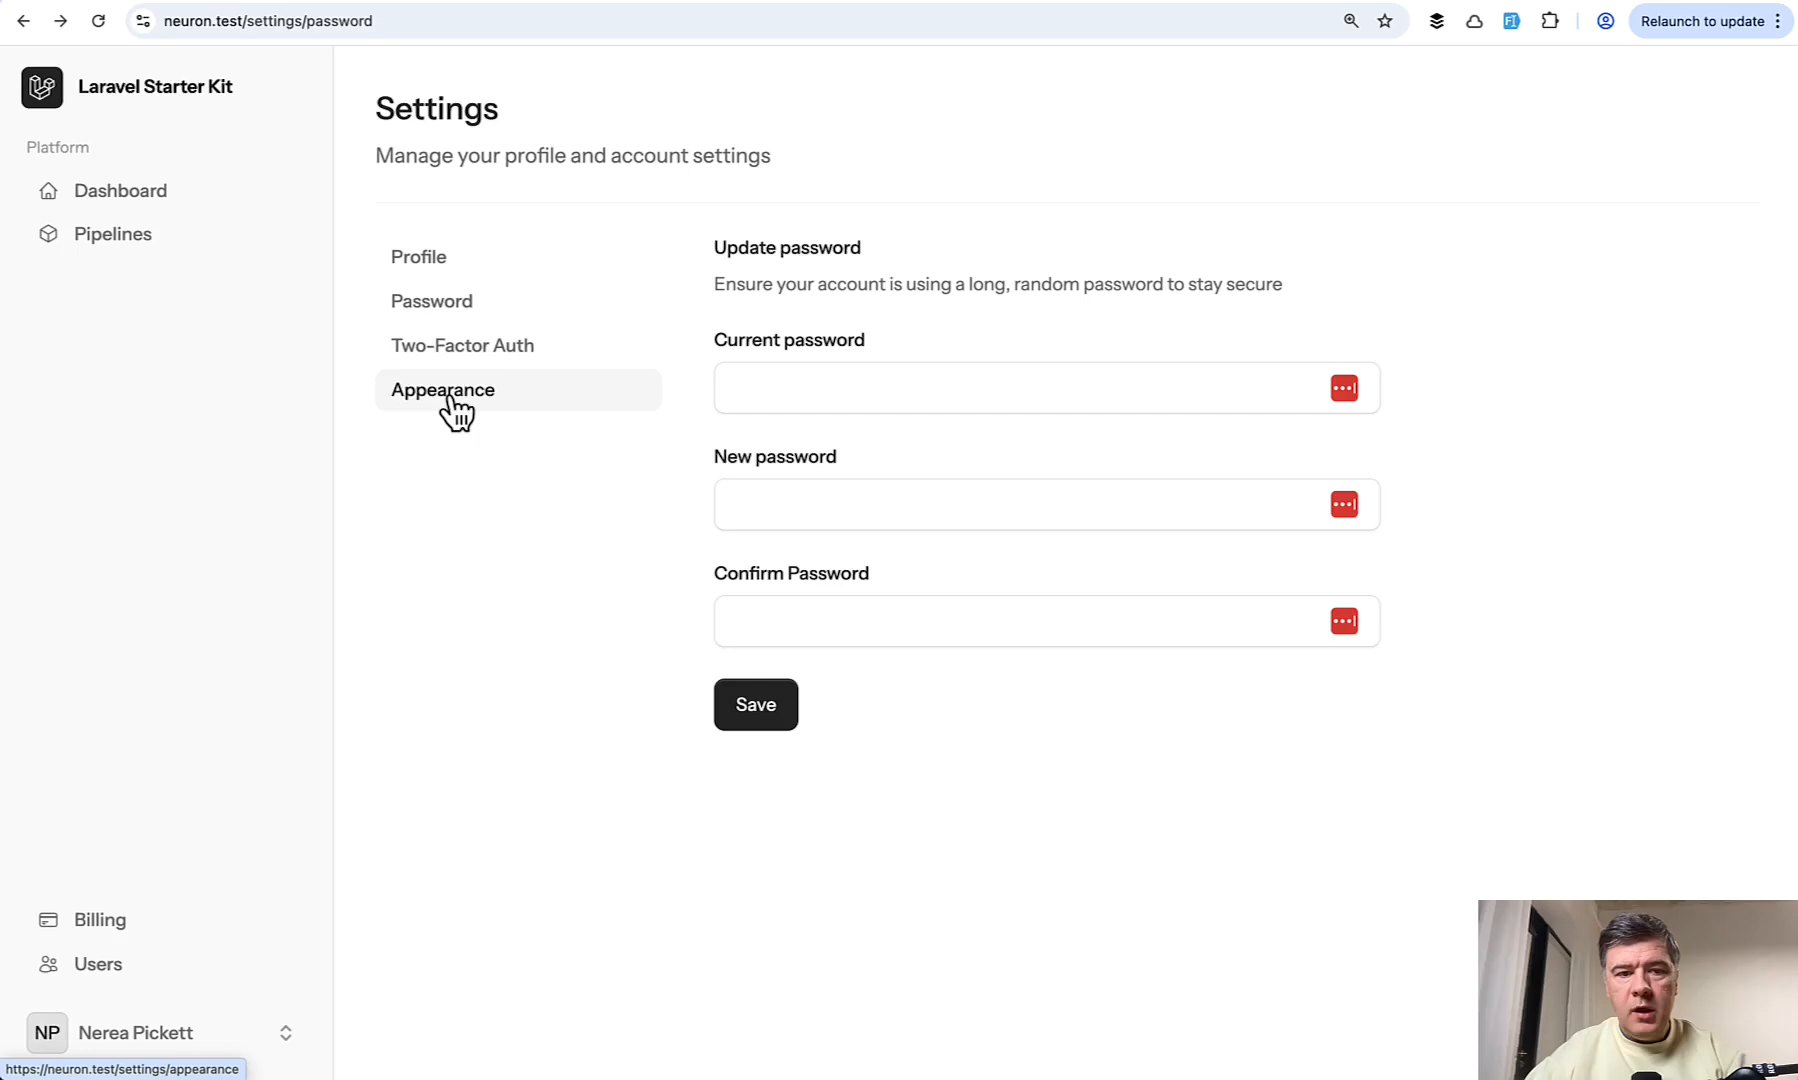 neuron.test/settings/password
Relaunch to update
Laravel Starter Kit
Platform
Dashboard
Pipelines
Settings
Manage your profile and account settings
Profile
Password
Two-Factor Auth
Appearance
Update password
Ensure your account is using a long, random password to stay secure
Current password
New password
Confirm Password
Save
Billing
Users
NP Nerea Pickett
https://neuron.test/settings/appearance